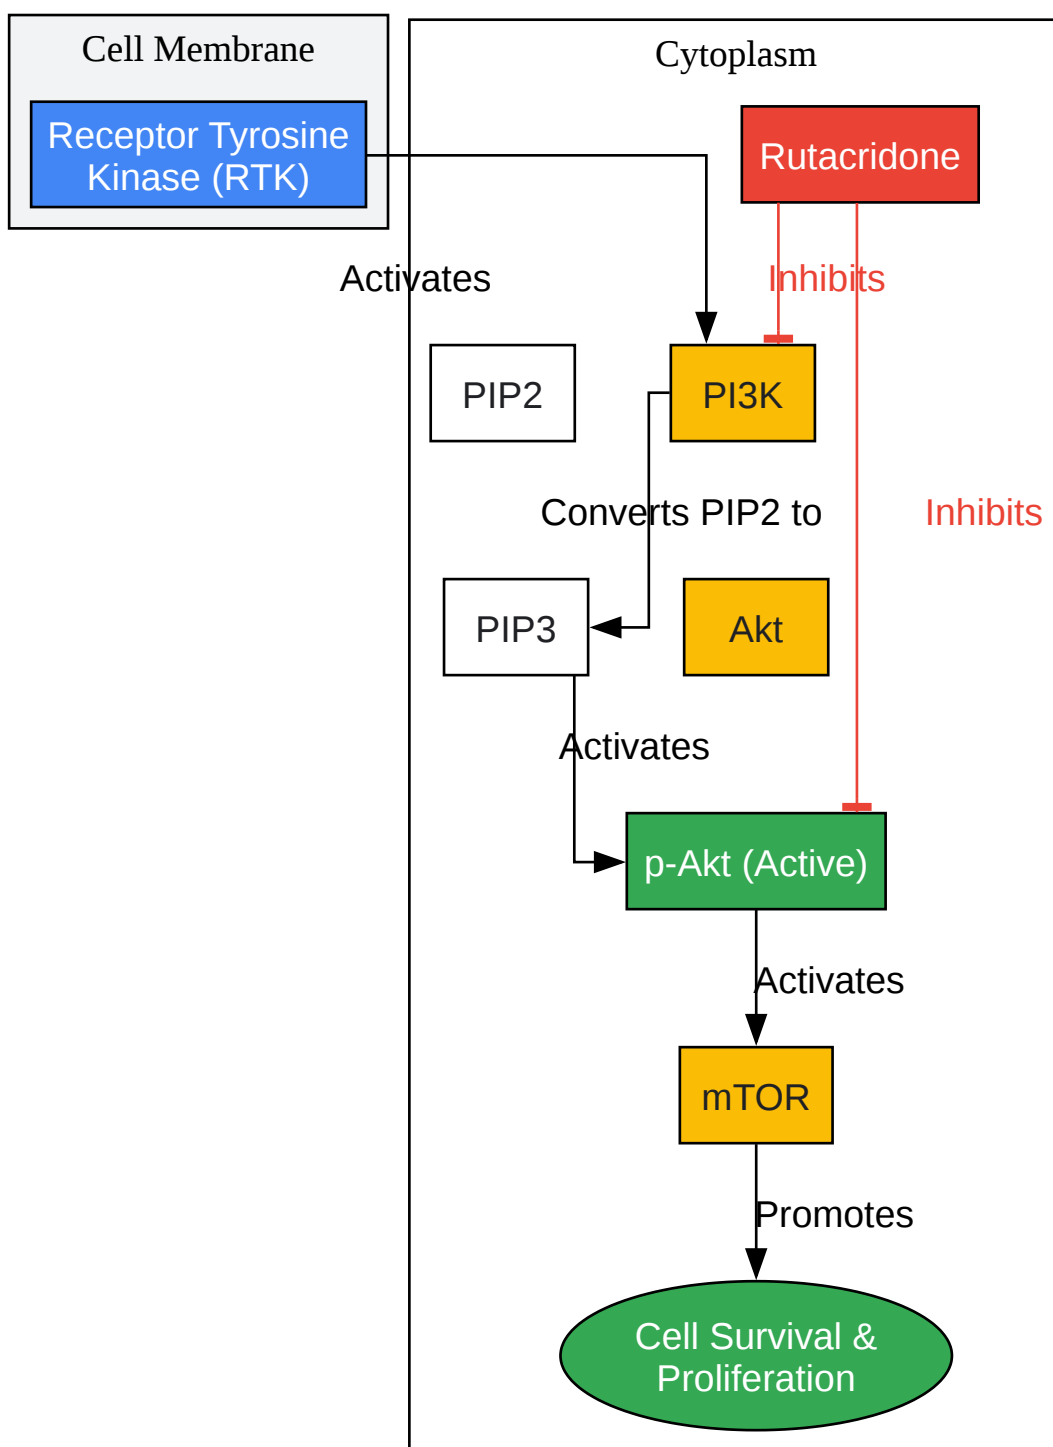 Cell Membrane
Cytoplasm
Receptor Tyrosine
Kinase (RTK)
Rutacridone
Activates
Inhibits
PIP2
PI3K
Converts PIP2 to
Inhibits
PIP3
Akt
Activates
p-Akt (Active)
Activates
mTOR
Promotes
Cell Survival &
Proliferation